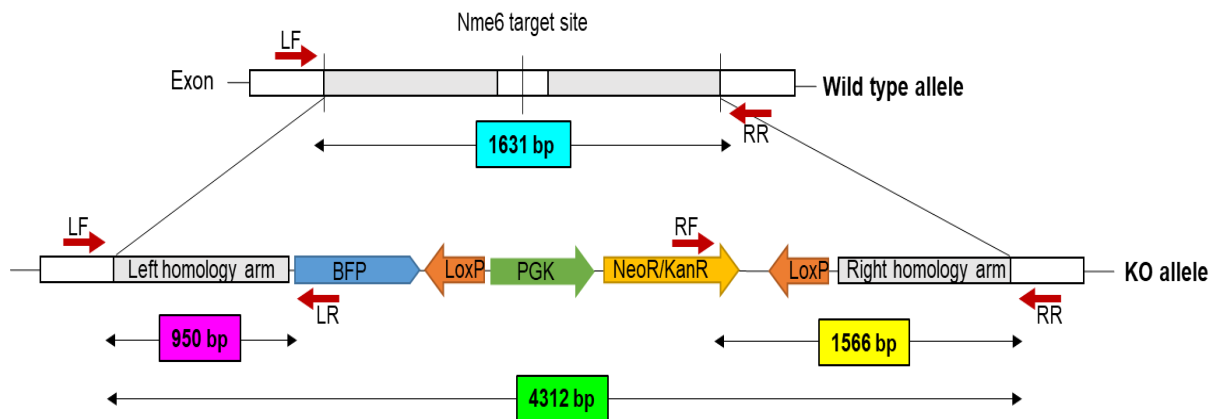 Nme6 target site
LF
Exon
Wild type allele
RR
1631 bp
LF
RF
Left homology arm
BFP
LoxP
PGK
NeoR/KanR
LoxP
Right homology arm
KO allele
LR
RR
950 bp
1566 bp
4312 bp